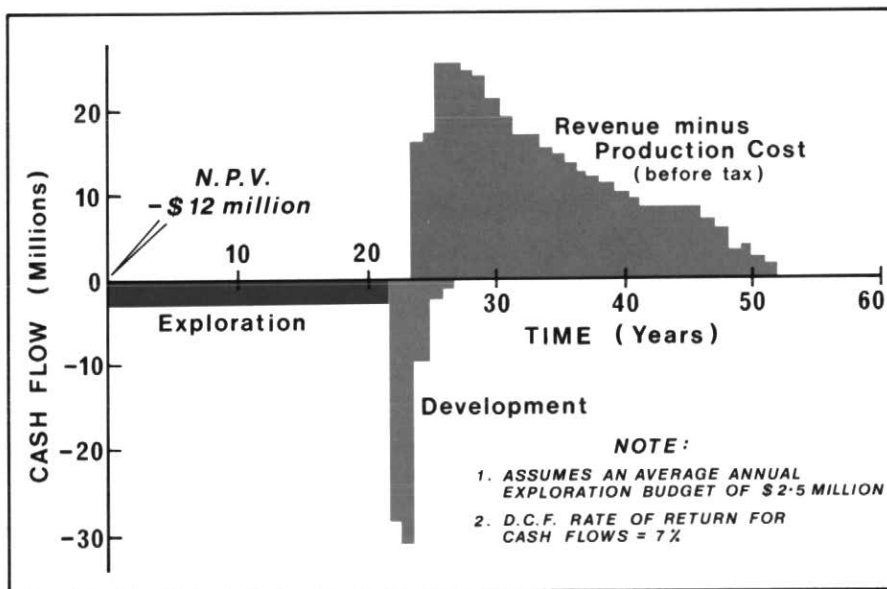 CASH FLOW (Millions)
20
10
0
-10
-20
-30
N.P.V.
-$12 million
10
20
30
40
50
60
Revenue minus
Production Cost
(before tax)
Exploration
TIME (Years)
Development
NOTE:
1. ASSUMES AN AVERAGE ANNUAL
EXPLORATION BUDGET OF $2·5 MILLION
2. D.C.F. RATE OF RETURN FOR
CASH FLOWS = 7%